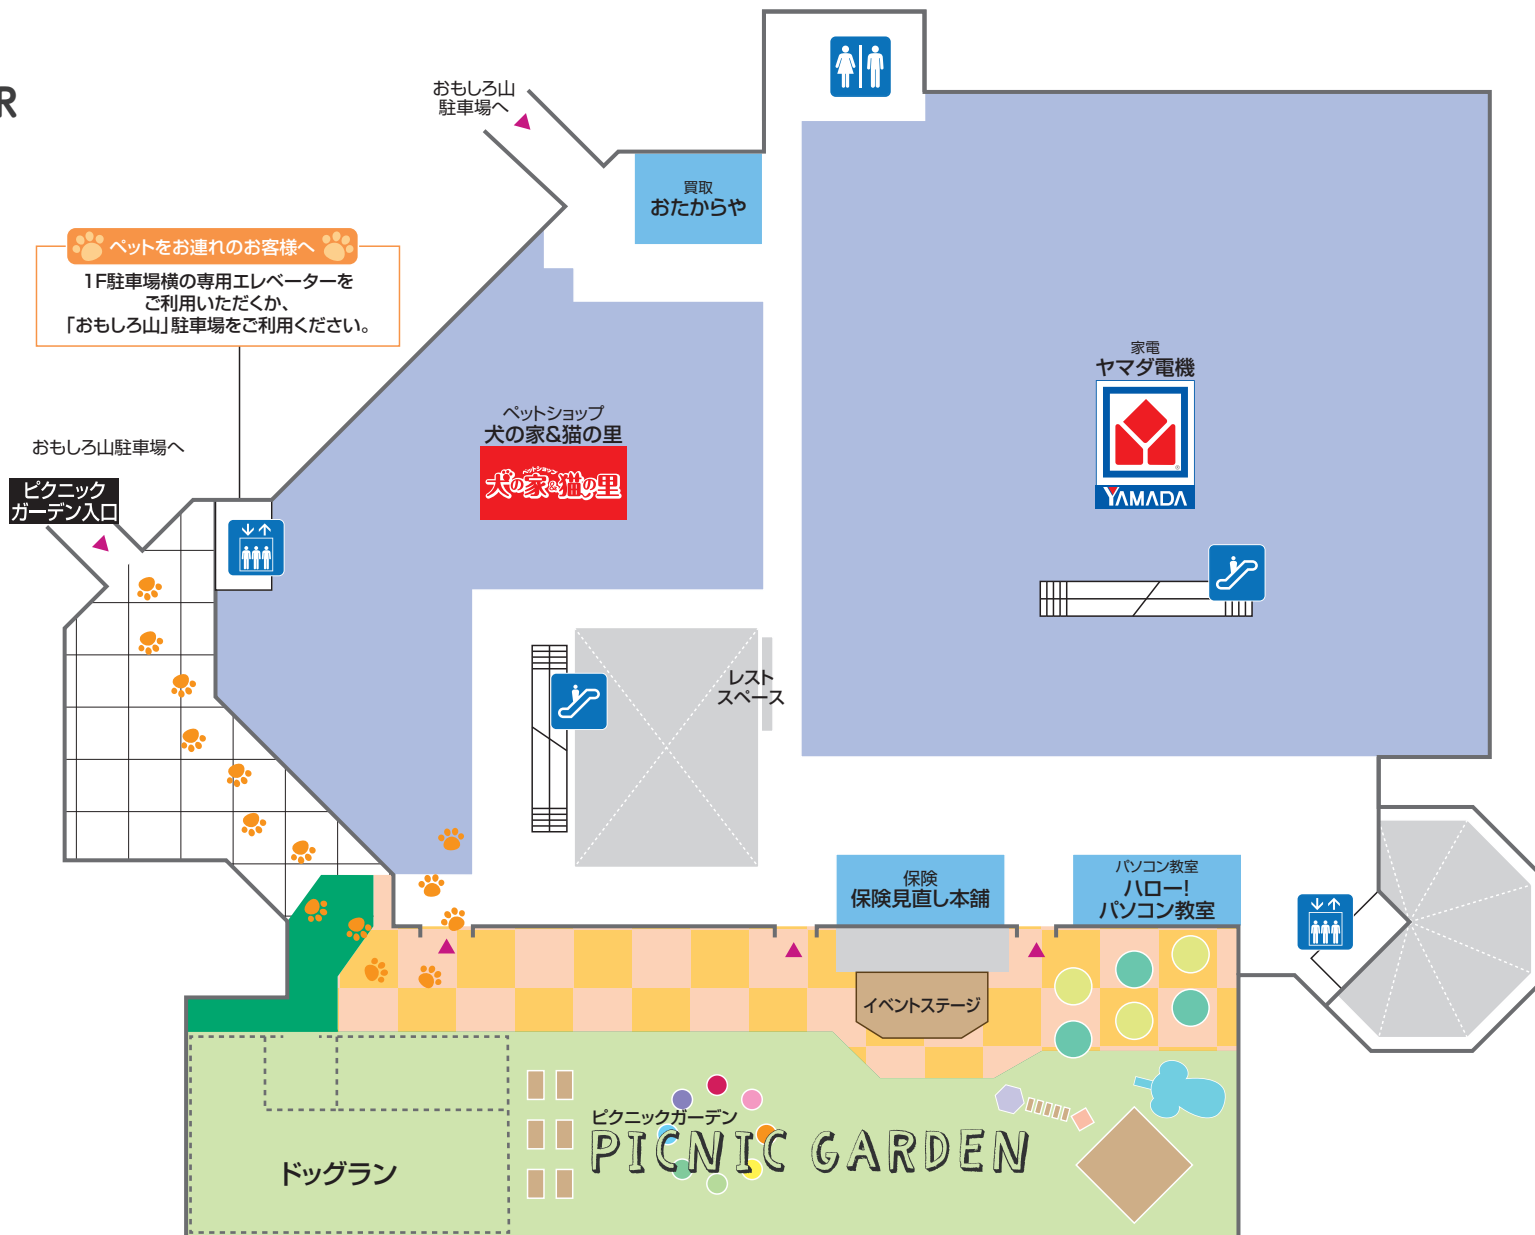 R
おもしろ山
駐車場へ
買取
おたからや
ペットをお連れのお客様へ
1F駐車場横の専用エレベーターを
ご利用いただくか、
「おもしろ山」駐車場をご利用ください。
家電
ヤマダ電機
YAMADA
ペットショップ
犬の家&猫の里
ペットショップ
犬の家&猫の里
おもしろ山駐車場へ
ピクニック
ガーデン入口
レスト
スペース
保険
保険見直し本舗
パソコン教室
ハロー!
パソコン教室
イベントステージ
ピクニックガーデン
PICNIC GARDEN
ドッグラン